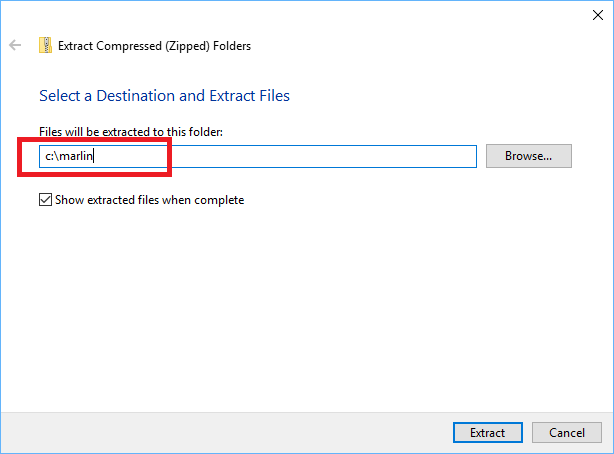 Extract Compressed (Zipped) Folders
Select a Destination and Extract Files
Files will be extracted to this folder:
c:\marlin
Browse...
Show extracted files when complete
Extract
Cancel